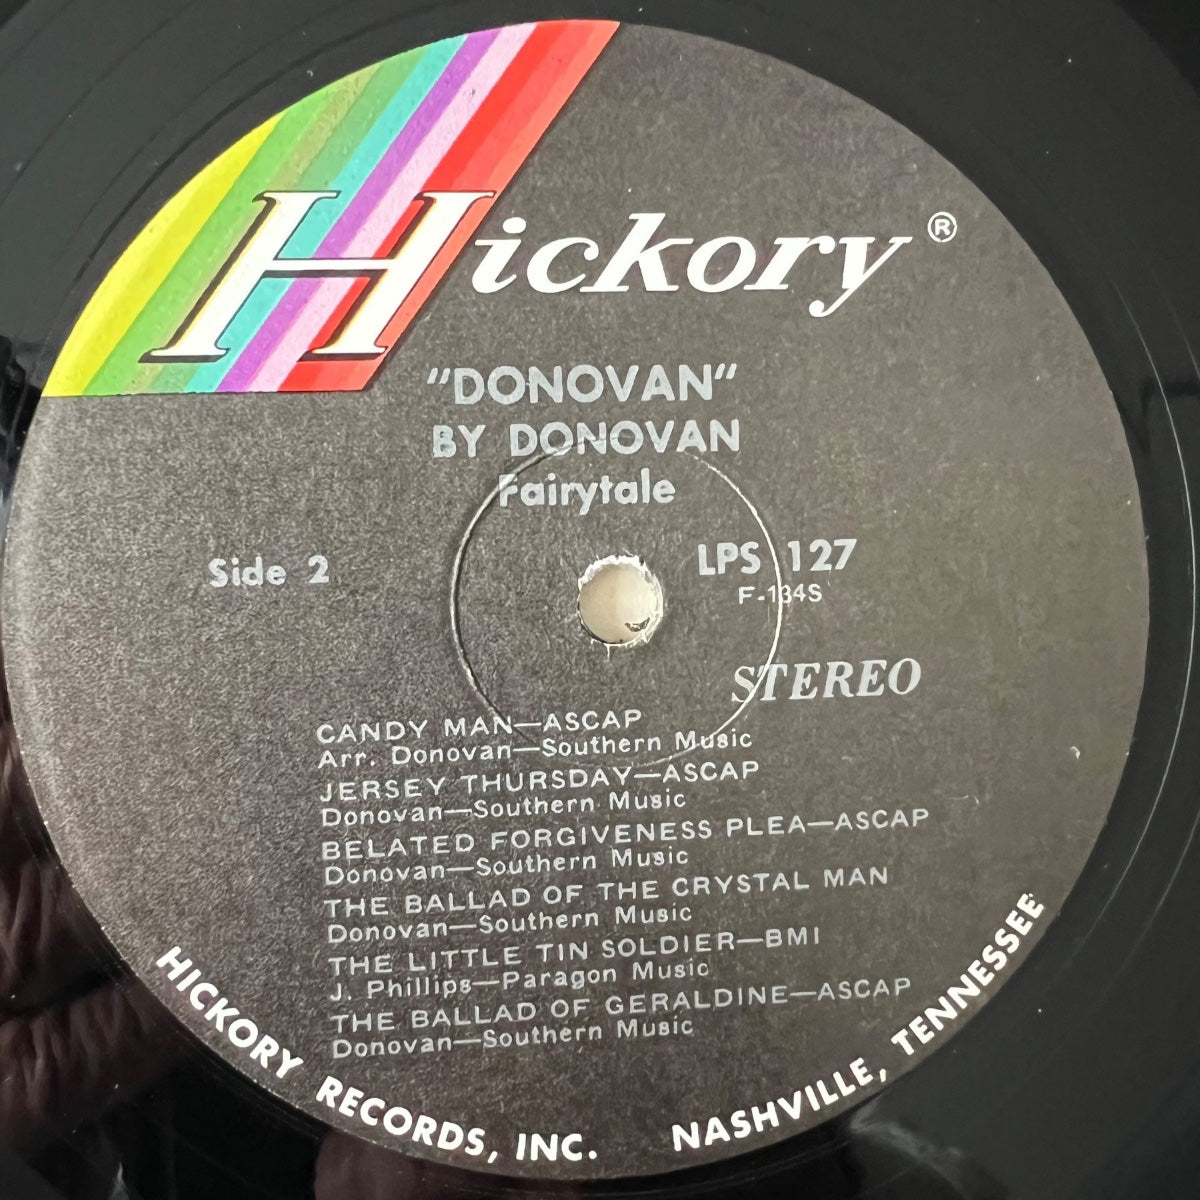 Hickory®
"DONOVAN"
BY DONOVAN
Fairytale
Side 2
LPS 127
F-134S
STEREO
CANDY MAN—ASCAP
Arr. Donovan—Southern Music
JERSEY THURSDAY—ASCAP
Donovan—Southern Music
BELATED FORGIVENESS PLEA—ASCAP
Donovan—Southern Music
THE BALLAD OF THE CRYSTAL MAN
Donovan—Southern Music
THE LITTLE TIN SOLDIER—BMI
J. Phillips—Paragon Music
THE BALLAD OF GERALDINE—ASCAP
Donovan—Southern Music
HICKORY RECORDS, INC. NASHVILLE, TENNESSEE